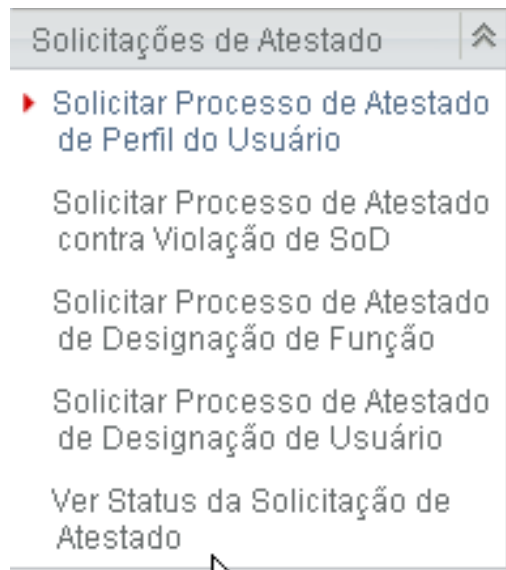 Solicitações de Atestado
Solicitar Processo de Atestado
de Perfil do Usuário
Solicitar Processo de Atestado
contra Violação de SoD
Solicitar Processo de Atestado
de Designação de Função
Solicitar Processo de Atestado
de Designação de Usuário
Ver Status da Solicitação de
Atestado